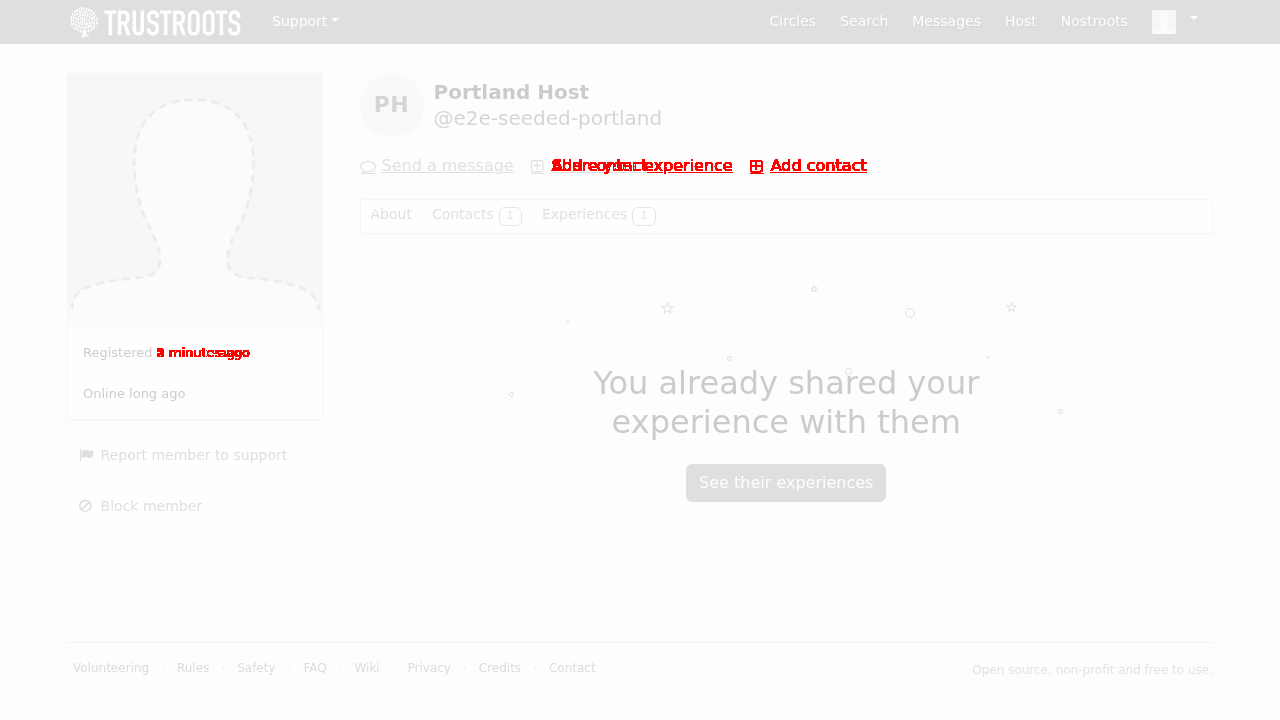 TRUSTROOTS Support Circles Search Messages Host Nostroots
PH
Portland Host
@e2e-seeded-portland
Send a message experience Add contact
About Contacts 1 Experiences 1
Registered minutes ago
Online long ago
You already shared your
experience with them
See their experiences
Report member to support
Block member
Volunteering · Rules · Safety · FAQ · Wiki · Privacy · Credits · Contact
Open source, non-profit and free to use.